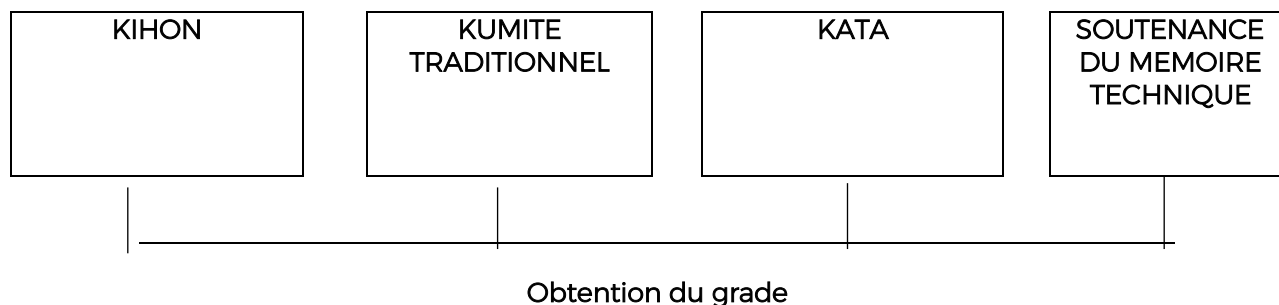 KIHON
KUMITE
TRADITIONNEL
KATA
SOUTENANCE
DU MEMOIRE
TECHNIQUE
Obtention du grade